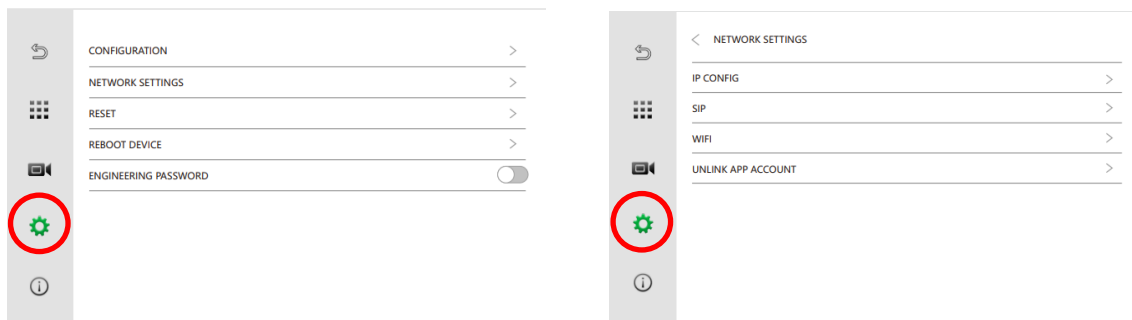 CONFIGURATION
NETWORK SETTINGS
RESET
REBOOT DEVICE
ENGINEERING PASSWORD
NETWORK SETTINGS
IP CONFIG
SIP
WIFI
UNLINK APP ACCOUNT